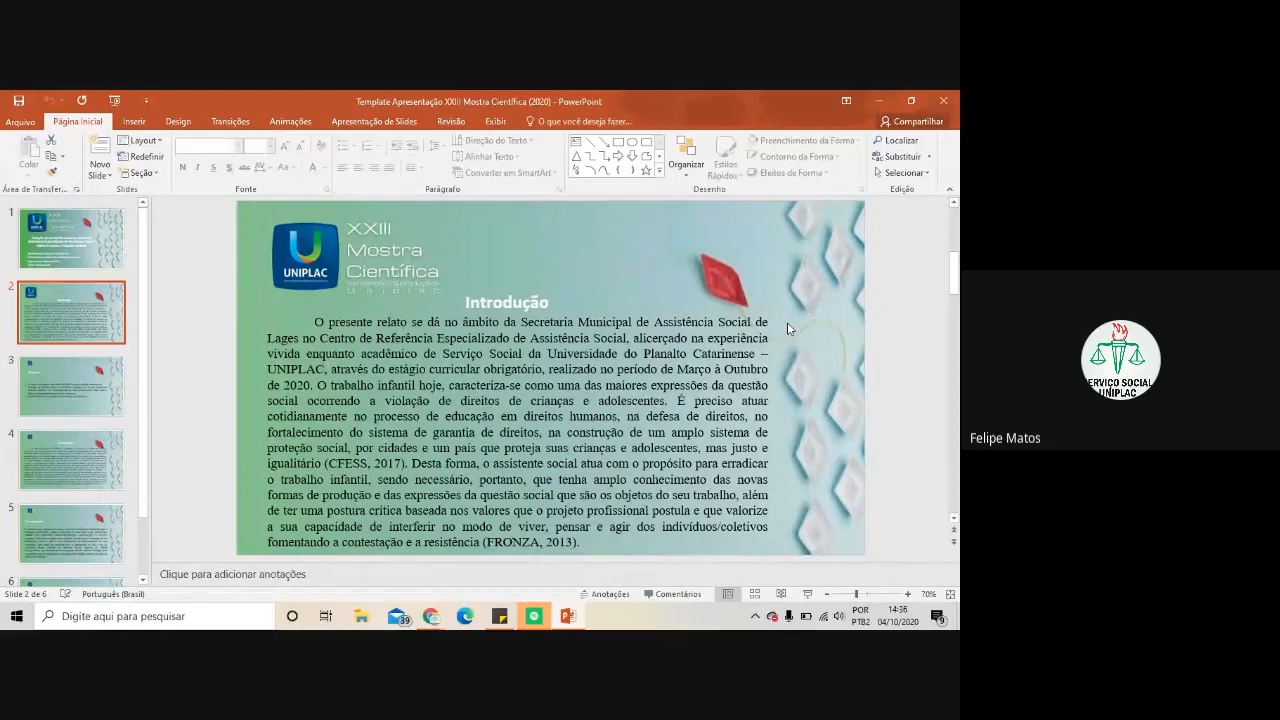 Template Apresentação XXIII Mostra Científica (2020) - PowerPoint
Arquivo Página Inicial Inserir Design Transições Animações Apresentação de Slides Revisão Exibir O que você deseja fazer... Compartilhar
Colar
Novo Slide
Layout
Redefinir
Seção
N I S S abc AV Aa A
Direção do Texto
Alinhar Texto
Converter em SmartArt
Organizar
Estilos Rápidos
Preenchimento da Forma
Contorno da Forma
Efeitos de Forma
Localizar
Substituir
Selecionar
Área de Transfer... Slides Fonte Parágrafo Desenho Edição
1
2
3
4
5
6
UNIPLAC
XXIII
Mostra
Científica
Uniplac
Introdução
O presente relato se dá no âmbito da Secretaria Municipal de Assistência Social de
Lages no Centro de Referência Especializado de Assistência Social, alicerçado na experiência
vivida enquanto acadêmico de Serviço Social da Universidade do Planalto Catarinense –
UNIPLAC, através do estágio curricular obrigatório, realizado no período de Março à Outubro
de 2020. O trabalho infantil hoje, caracteriza-se como uma das maiores expressões da questão
social ocorrendo a violação de direitos de crianças e adolescentes. É preciso atuar
cotidianamente no processo de educação em direitos humanos, na defesa de direitos, no
fortalecimento do sistema de garantia de direitos, na construção de um amplo sistema de
proteção social, por cidades e um país que proteja suas crianças e adolescentes, mas justo e
igualitário (CFESS, 2017). Desta forma, o assistente social atua com o propósito para erradicar
o trabalho infantil, sendo necessário, portanto, que tenha amplo conhecimento das novas
formas de produção e das expressões da questão social que são os objetos do seu trabalho, além
de ter uma postura crítica baseada nos valores que o projeto profissional postula e que valorize
a sua capacidade de interferir no modo de viver, pensar e agir dos indivíduos/coletivos
fomentando a contestação e a resistência (FRONZA, 2013).
Clique para adicionar anotações
Slide 2 de 6 Português (Brasil) Anotações Comentários 70%
Digite aqui para pesquisar 39 POR PTB2 14:36 04/10/2020 9
SERVIÇO SOCIAL
UNIPLAC
Felipe Matos